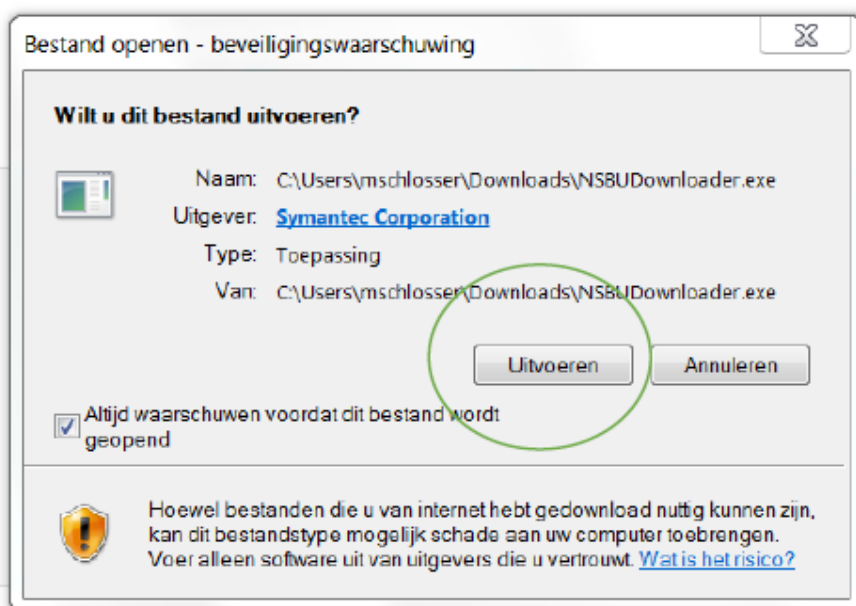 Bestand openen - beveiligingswaarschuwing
Wilt u dit bestand uitvoeren?
Naam: C:\Users\mschlosser\Downloads\NSBUDownloader.exe
Uitgever: Symantec Corporation
Type: Toepassing
Van: C:\Users\mschlosser\Downloads\NSBUDownloader.exe
Uitvoeren Annuleren
Altijd waarschuwen voordat dit bestand wordt
geopend
Hoewel bestanden die u van internet hebt gedownload nuttig kunnen zijn,
kan dit bestandstype mogelijk schade aan uw computer toebrengen.
Voer alleen software uit van uitgevers die u vertrouwt. Wat is het risico?